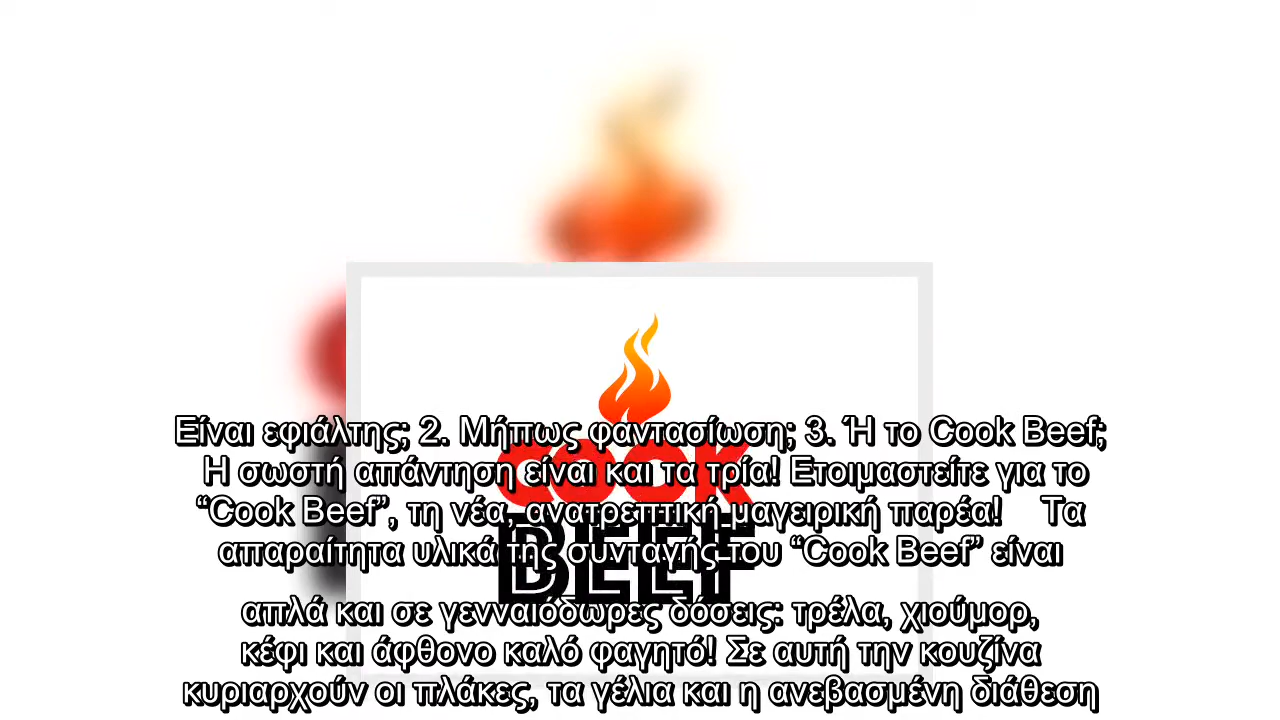 Είναι εφιάλτης; 2. Μήπως φαντασίωση; 3. Ή το Cook Beef;
Η σωστή απάντηση είναι και τα τρία! Ετοιμαστείτε για το
“Cook Beef”, τη νέα, ανατρεπτική μαγειρική παρέα! Τα
απαραίτητα υλικά της συνταγής του “Cook Beef” είναι
απλά και σε γενναιόδωρες δόσεις: τρέλα, χιούμορ,
κέφι και άφθονο καλό φαγητό! Σε αυτή την κουζίνα
κυριαρχούν οι πλάκες, τα γέλια και η ανεβασμένη διάθεση
cook
BEEF